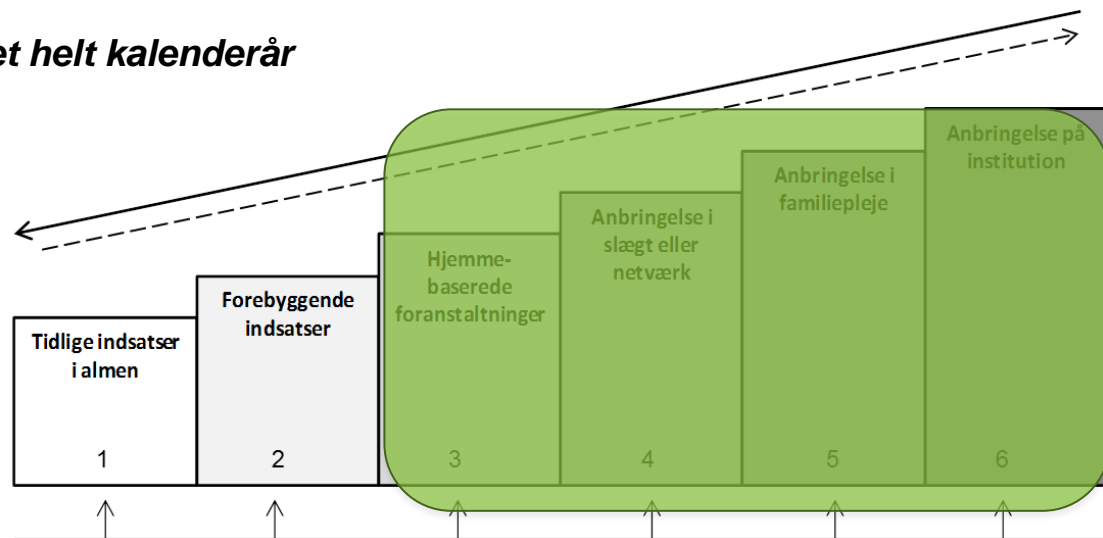 et helt kalenderår
Tidlige indsatser
i almen
1
Forebyggende
indsatser
2
Hjemme-
baserede
foranstaltninger
3
Anbringelse i
slægt eller
netværk
4
Anbringelse i
familiepleje
5
Anbringelse på
institution
6